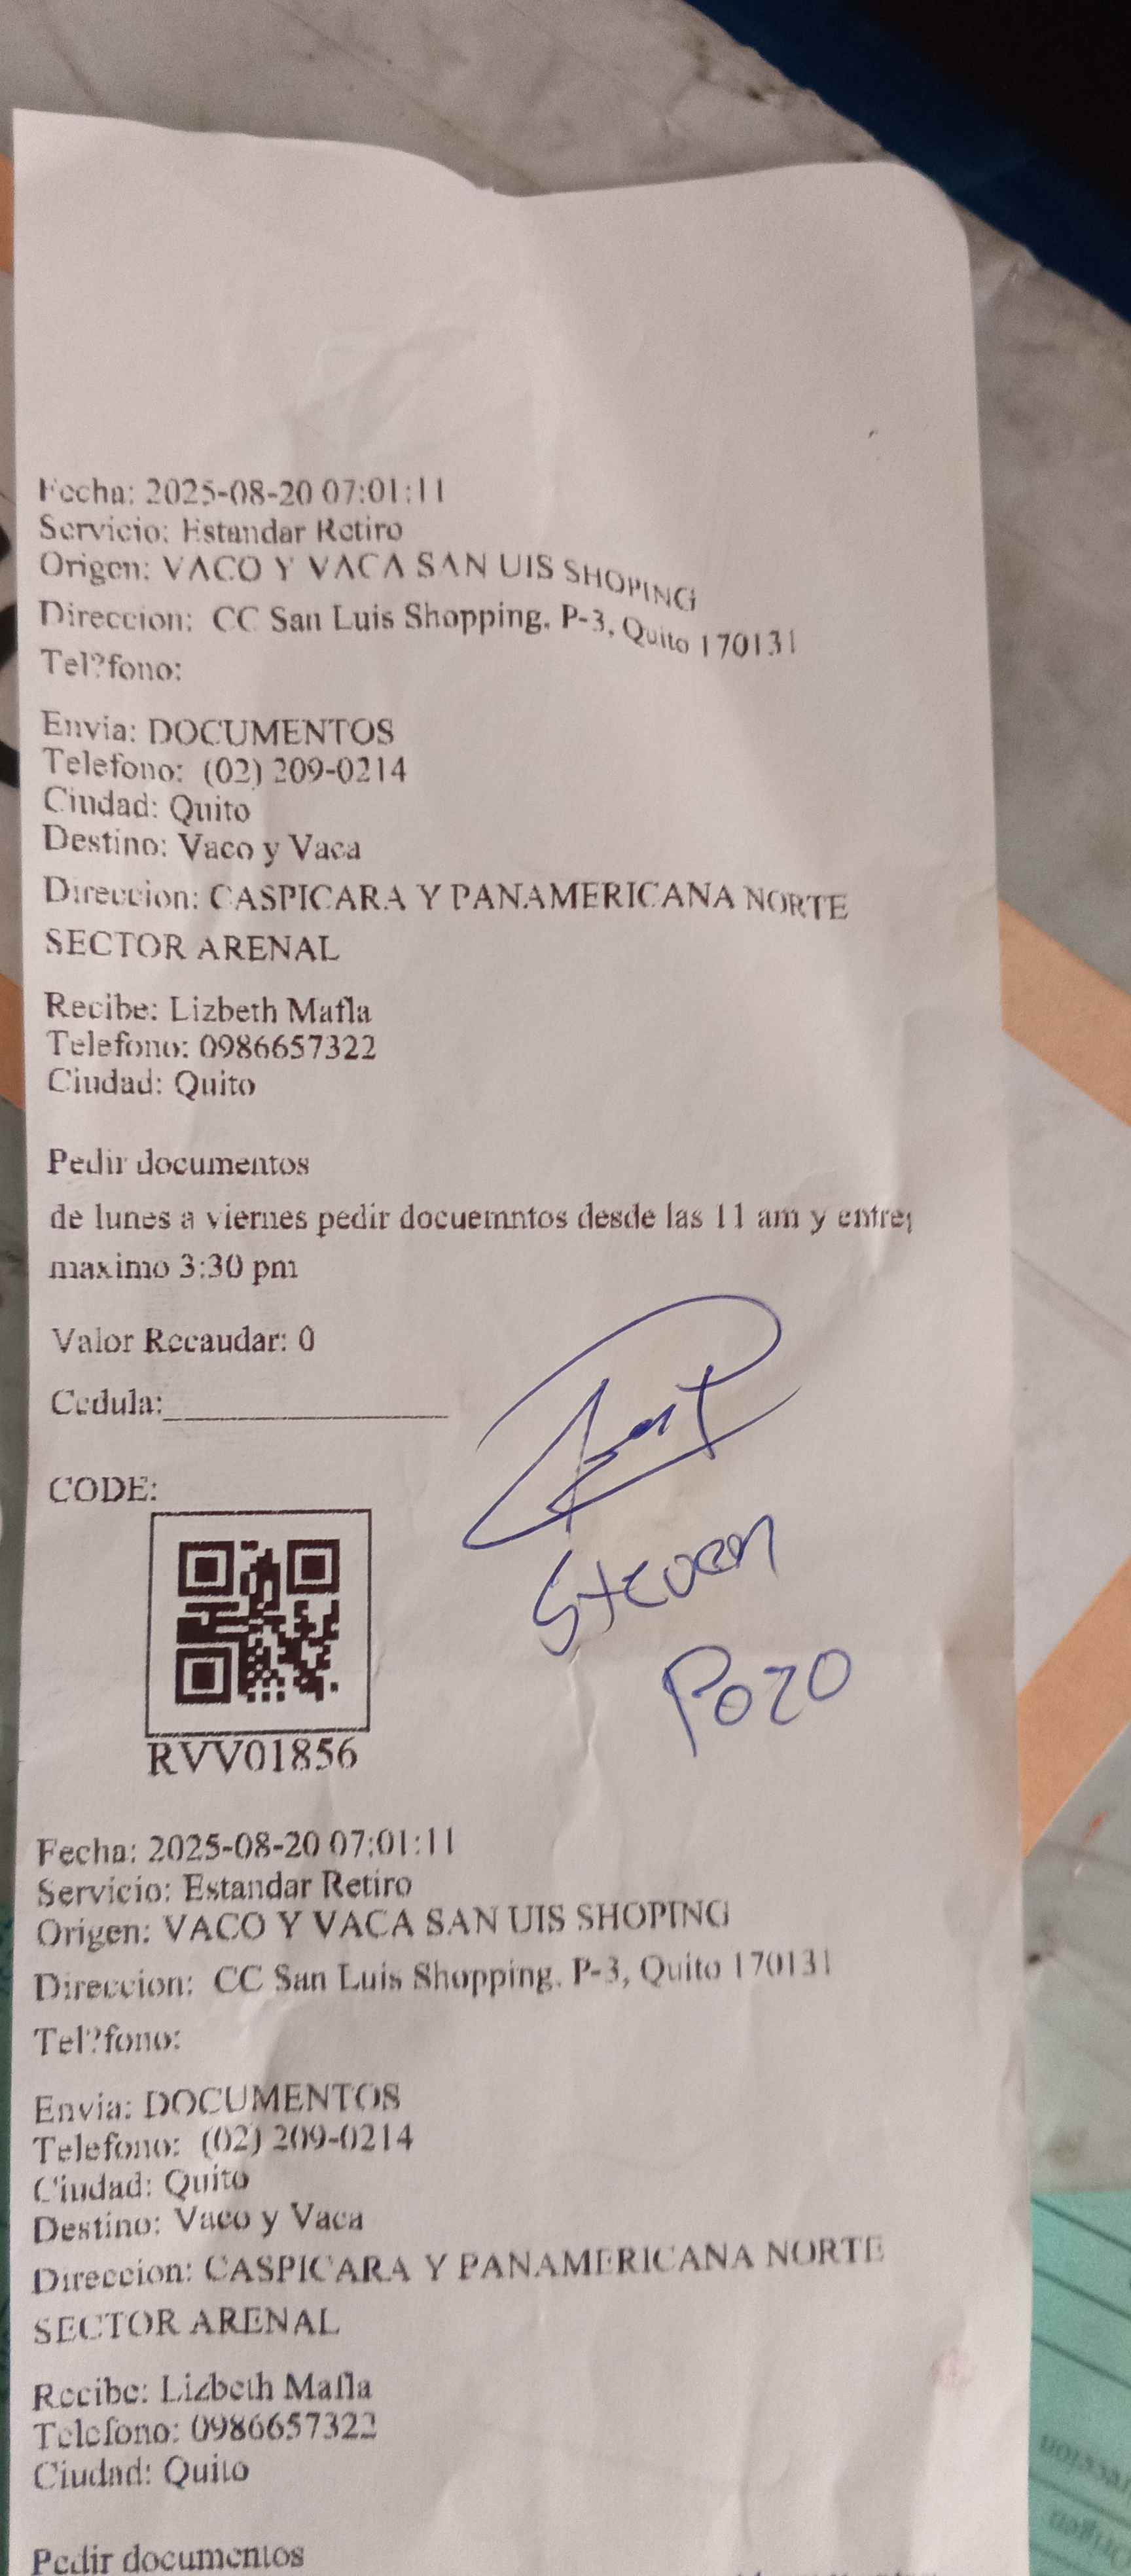 Fecha: 2025-08-20 07:01:11
Servicio: Estandar Retiro
Origen: VACO Y VACA SAN UIS SHOPING
Direccion: CC San Luis Shopping, P-3, Quito 170131
Tel?fono:
Envia: DOCUMENTOS
Telefono: (02) 209-0214
Ciudad: Quito
Destino: Vaco y Vaca
Direccion: CASPICARA Y PANAMERICANA NORTE
SECTOR ARENAL
Recibe: Lizbeth Mafla
Telefono: 0986657322
Ciudad: Quito
Pedir documentos
de lunes a viernes pedir docuemntos desde las 11 am y entreg
maximo 3:30 pm
Valor Recaudar: 0
Cedula:
CODE:
Steven
Pozo
RVV01856
Fecha: 2025-08-20 07:01:11
Servicio: Estandar Retiro
Origen: VACO Y VACA SAN UIS SHOPING
Direccion: CC San Luis Shopping, P-3, Quito 170131
Tel?fono:
Envia: DOCUMENTOS
Telefono: (02) 209-0214
Ciudad: Quito
Destino: Vaco y Vaca
Direccion: CASPICARA Y PANAMERICANA NORTE
SECTOR ARENAL
Recibe: Lizbeth Mafla
Telefono: 0986657322
Ciudad: Quito
Pedir documentos